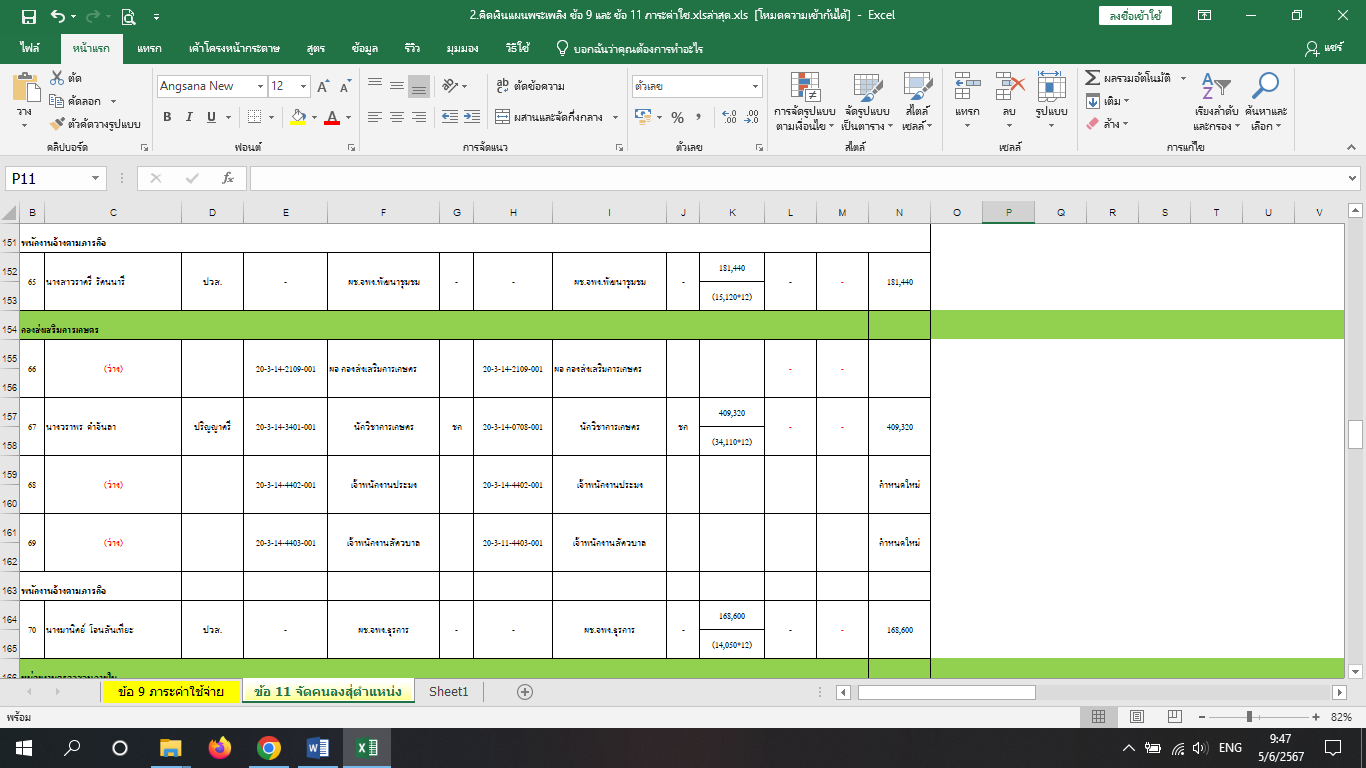 2.คิดเงินแผนพระเพลิง ข้อ 9 และ ข้อ 11 ภาระค่าใช้.xlsล่าสุด.xls [โหมดความเข้ากันได้] - Excel
ลงชื่อเข้าใช้
ไฟล์ หน้าแรก แทรก เค้าโครงหน้ากระดาษ สูตร ข้อมูล รีวิว มุมมอง วิธีใช้ บอกฉันว่าคุณต้องการทำอะไร แชร์
วาง ตัด คัดลอก ตัวคัดวางรูปแบบ
Angsana New 12
B I U A
ab ตัดข้อความ
ผสานและจัดกึ่งกลาง
ตัวเลข
%
การจัดรูปแบบตามเงื่อนไข จัดรูปแบบเป็นตาราง สไตล์เซลล์
แทรก ลบ รูปแบบ
ผลรวมอัตโนมัติ เติม ล้าง
เรียงลำดับและกรอง ค้นหาและเลือก
คลิปบอร์ด ฟอนต์ การจัดแนว ตัวเลข สไตล์ เซลล์ การแก้ไข
P11 fx
B C D E F G H I J K L M N O P Q R S T U V
151 พนักงานจ้างตามภารกิจ
152 181,440
65 ปวส. - ผช.จพง.พัฒนาชุมชน - - ผช.จพง.พัฒนาชุมชน - - - 181,440
153 (15,120*12)
154 กองส่งเสริมการเกษตร
155
66 (ว่าง) 20-3-14-2109-001 ผอ กองส่งเสริมการเกษตร 20-3-14-2109-001 ผอ กองส่งเสริมการเกษตร - -
156
157 409,320
67 นางวราพร ปริญญาตรี 20-3-14-3401-001 นักวิชาการเกษตร ชก 20-3-14-0708-001 นักวิชาการเกษตร ชก - - 409,320
158 (34,110*12)
159
68 (ว่าง) 20-3-14-4402-001 เจ้าพนักงานประมง 20-3-14-4402-001 เจ้าพนักงานประมง กำหนดใหม่
160
161
69 (ว่าง) 20-3-14-4403-001 เจ้าพนักงานสัตวบาล 20-3-11-4403-001 เจ้าพนักงานสัตวบาล กำหนดใหม่
162
163 พนักงานจ้างตามภารกิจ
164 168,600
70 ปวส. - ผช.จพง.ธุรการ - - ผช.จพง.ธุรการ - - - 168,600
165 (14,050*12)
166
ข้อ 9 ภาระค่าใช้จ่าย ข้อ 11 จัดคนลงสู่ตำแหน่ง Sheet1
พร้อม 82%
ENG 9:47
5/6/2567